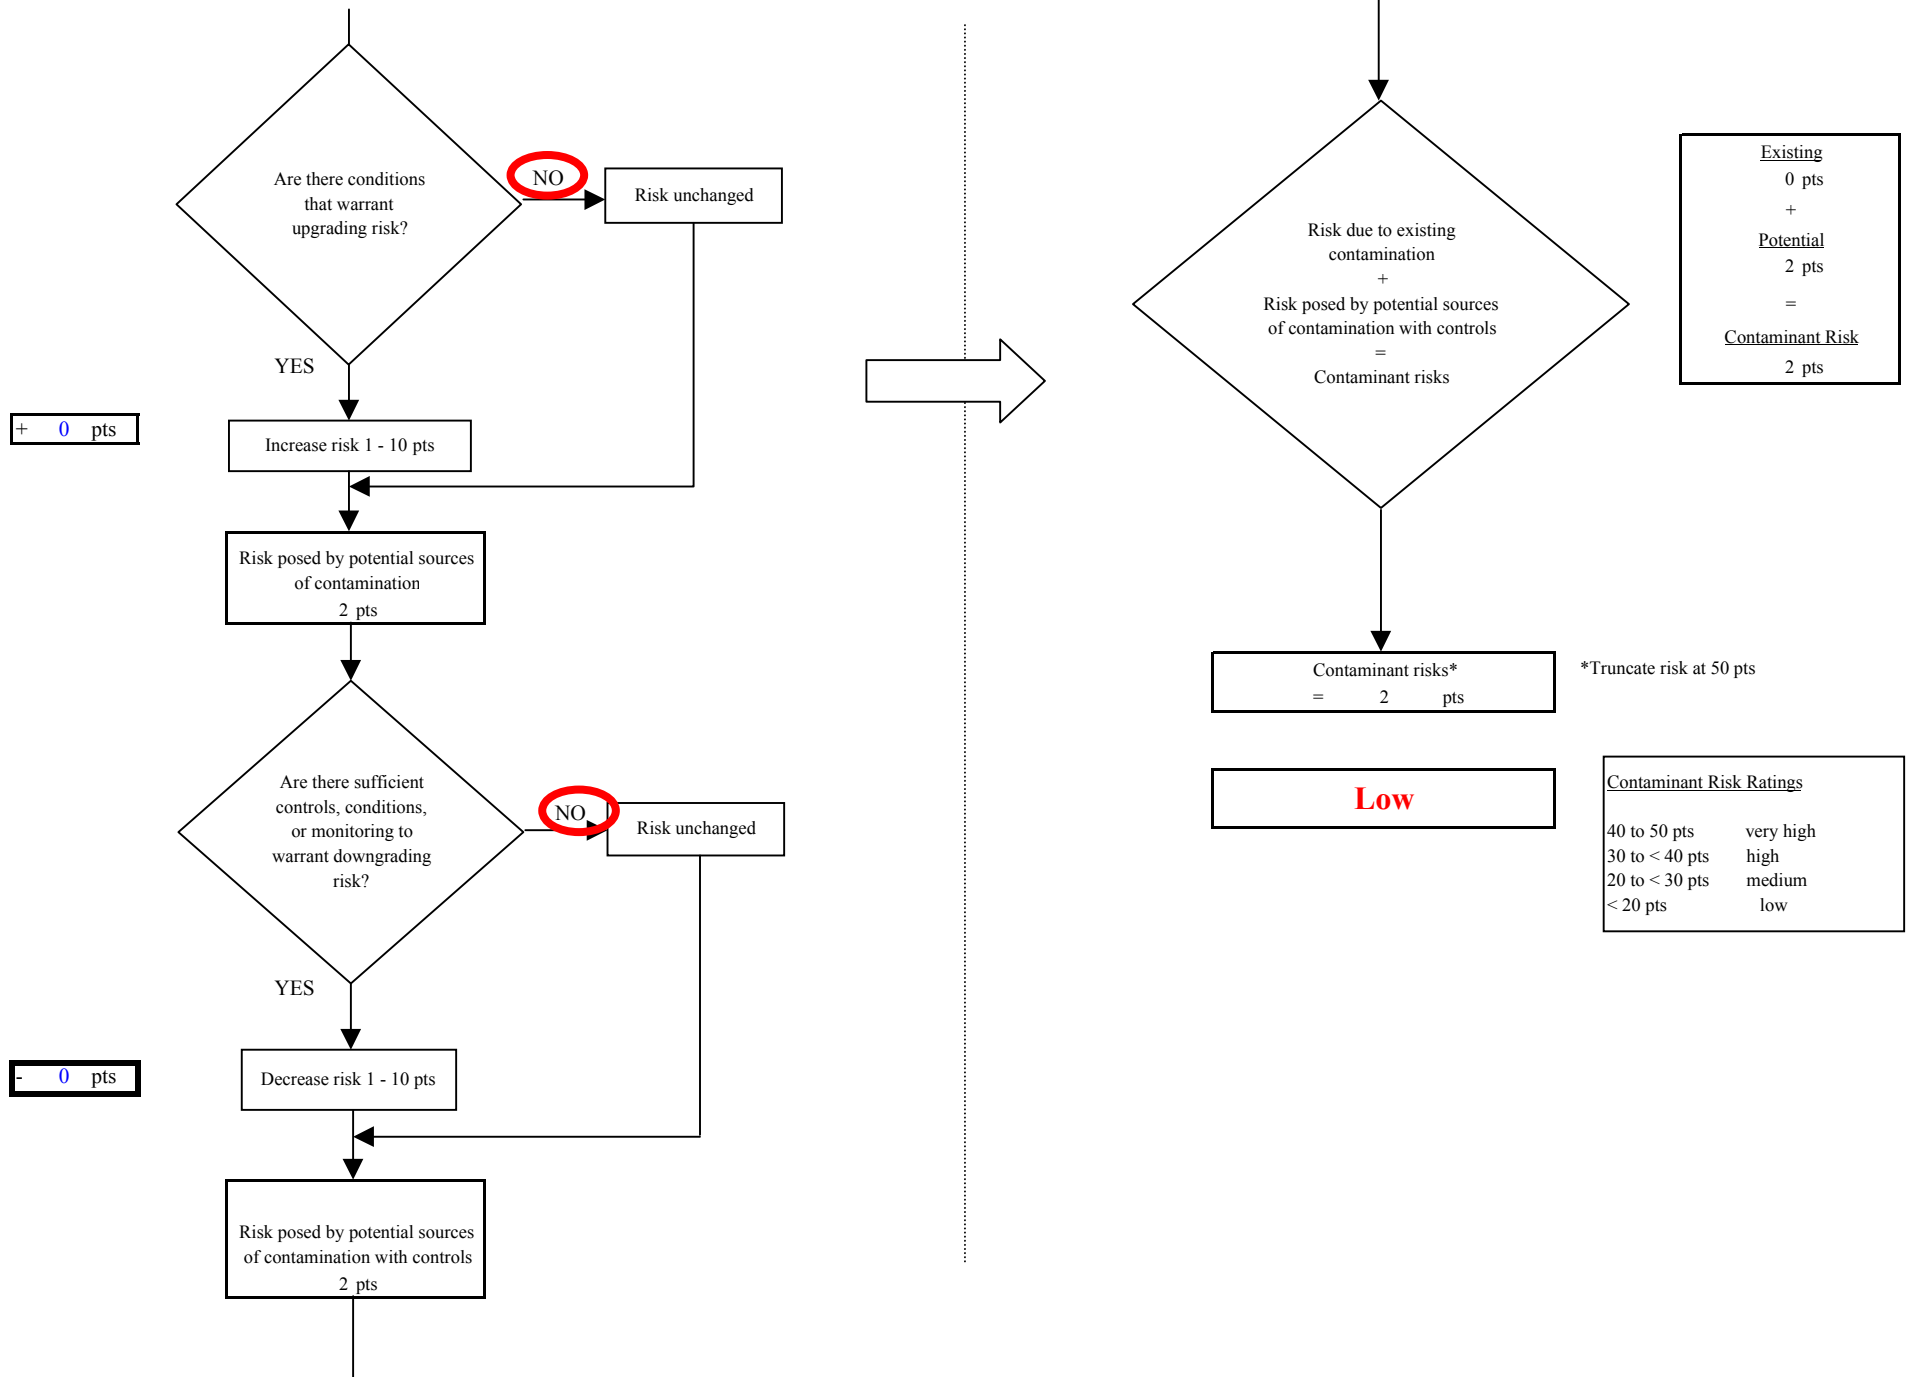 Are there conditions
that warrant
upgrading risk?
NO
Risk unchanged
YES
+ 0 pts
Increase risk 1 - 10 pts
Risk posed by potential sources
of contamination
2 pts
Are there sufficient
controls, conditions,
or monitoring to
warrant downgrading
risk?
NO
Risk unchanged
YES
- 0 pts
Decrease risk 1 - 10 pts
Risk posed by potential sources
of contamination with controls
2 pts
Risk due to existing
contamination
+
Risk posed by potential sources
of contamination with controls
=
Contaminant risks
Existing
0 pts
+
Potential
2 pts
=
Contaminant Risk
2 pts
Contaminant risks*
= 2 pts
*Truncate risk at 50 pts
Low
Contaminant Risk Ratings
40 to 50 pts very high
30 to < 40 pts high
20 to < 30 pts medium
< 20 pts low